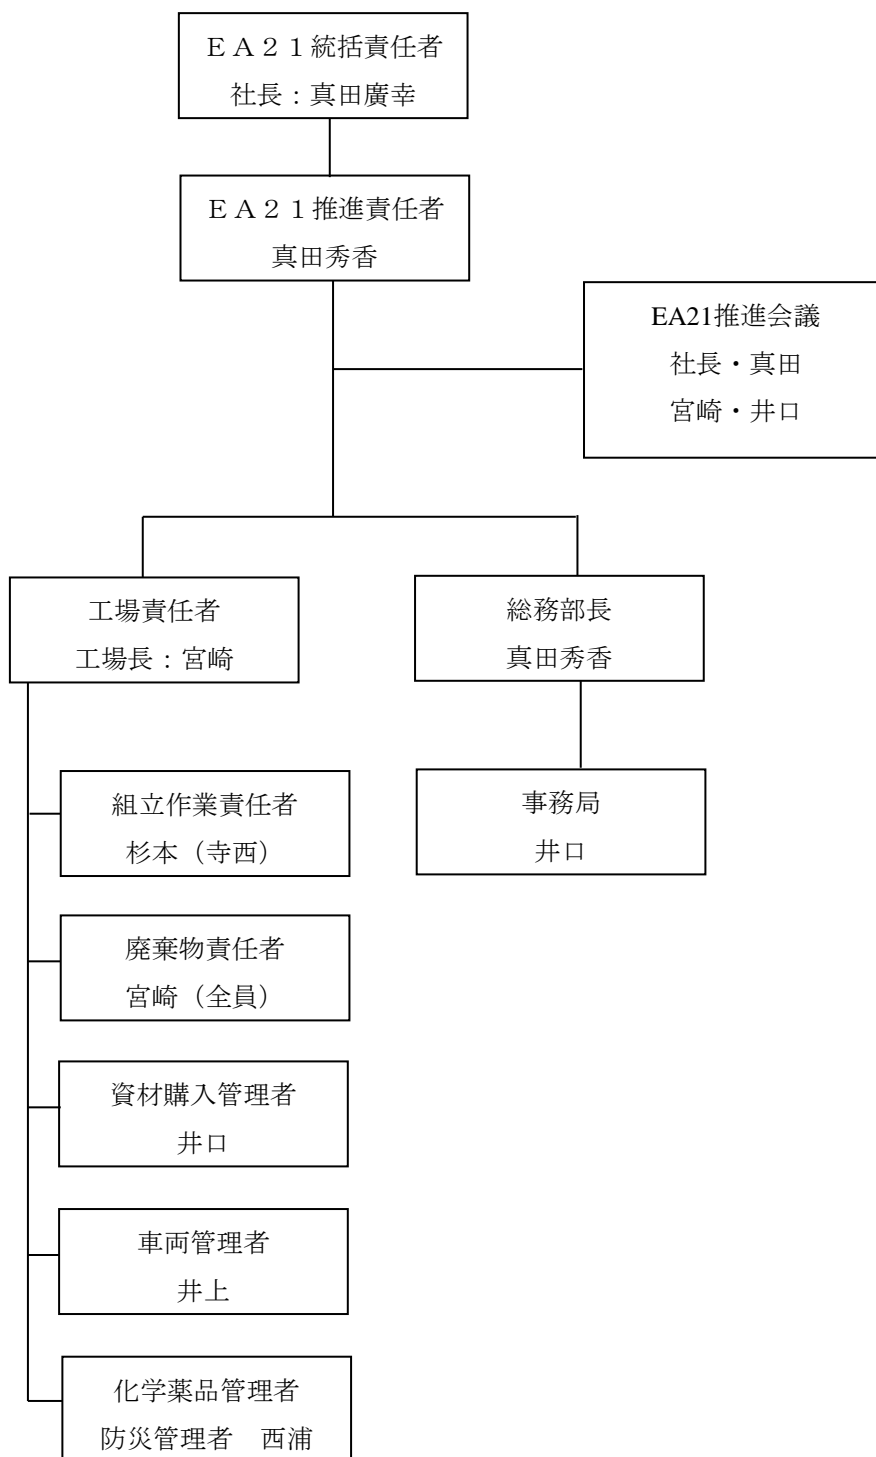 ＥＡ２１統括責任者
社長：真田廣幸
ＥＡ２１推進責任者
真田秀香
EA21推進会議
社長・真田
宮崎・井口
工場責任者
工場長：宮崎
総務部長
真田秀香
組立作業責任者
杉本（寺西）
事務局
井口
廃棄物責任者
宮崎（全員）
資材購入管理者
井口
車両管理者
井上
化学薬品管理者
防災管理者　西浦